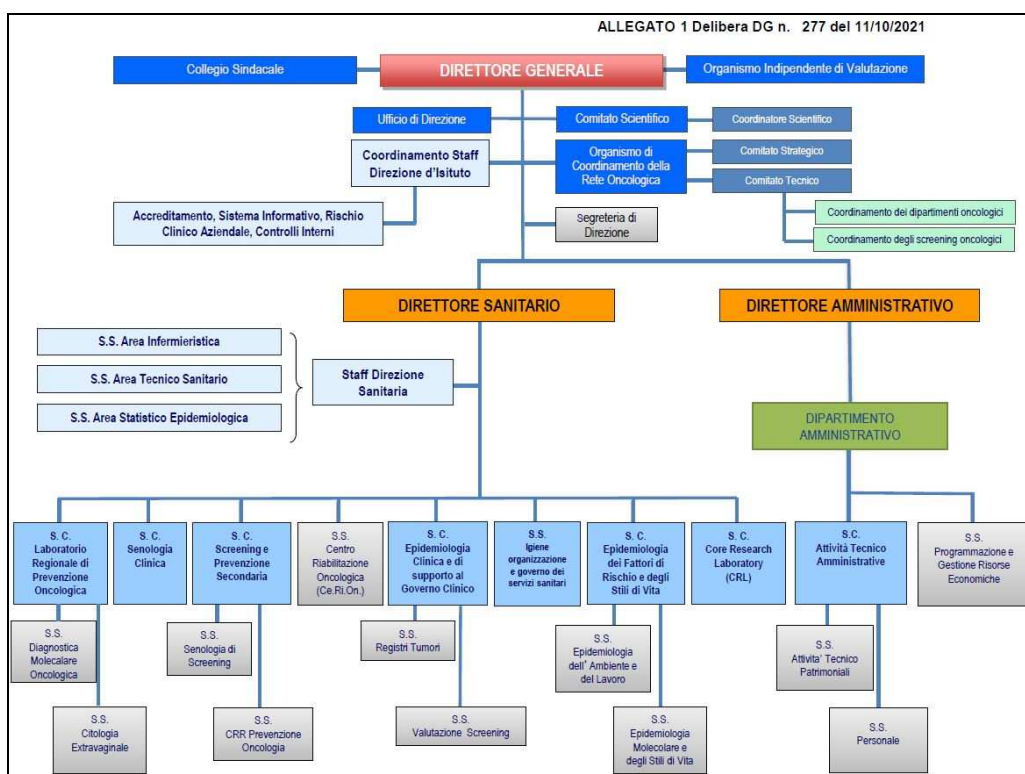 ALLEGATO 1 Delibera DG n. 277 del 11/10/2021
Collegio Sindacale
DIRETTORE GENERALE
Organismo Indipendente di Valutazione
Ufficio di Direzione
Comitato Scientifico
Coordinatore Scientifico
Coordinamento Staff
Direzione d'Isituto
Organismo di
Coordinamento della
Rete Oncologica
Comitato Strategico
Comitato Tecnico
Accreditamento, Sistema Informativo, Rischio
Clinico Aziendale, Controlli Interni
Segreteria di
Direzione
Coordinamento dei dipartimenti oncologici
Coordinamento degli screening oncologici
DIRETTORE SANITARIO
DIRETTORE AMMINISTRATIVO
S.S. Area Infermieristica
S.S. Area Tecnico Sanitario
S.S. Area Statistico Epidemiologica
Staff Direzione
Sanitaria
DIPARTIMENTO
AMMINISTRATIVO
S. C.
Laboratorio
Regionale di
Prevenzione
Oncologica
S. C.
Senologia
Clinica
S. C.
Screening e
Prevenzione
Secondaria
S.S.
Centro
Riabilitazione
Oncologica
(Ce.Ri.On.)
S. C.
Epidemiologia
Clinica e di
supporto al
Governo Clinico
S.S.
Igiene
organizzazione
e governo dei
servizi sanitari
S. C.
Epidemiologia
dei Fattori di
Rischio e degli
Stili di Vita
S. C.
Core Research
Laboratory
(CRL)
S.C.
Attività Tecnico
Amministrative
S.S.
Programmazione e
Gestione Risorse
Economiche
S.S.
Diagnostica
Molecalare
Oncologica
S.S.
Senologia di
Screening
S.S.
Registri Tumori
S.S.
Epidemiologia
dell' Ambiente e
del Lavoro
S.S.
Attivita' Tecnico
Patrimoniali
S.S.
Citologia
Extravaginale
S.S.
CRR Prevenzione
Oncologia
S.S.
Valutazione Screening
S.S.
Epidemiologia
Molecolare e
degli Stili di Vita
S.S.
Personale